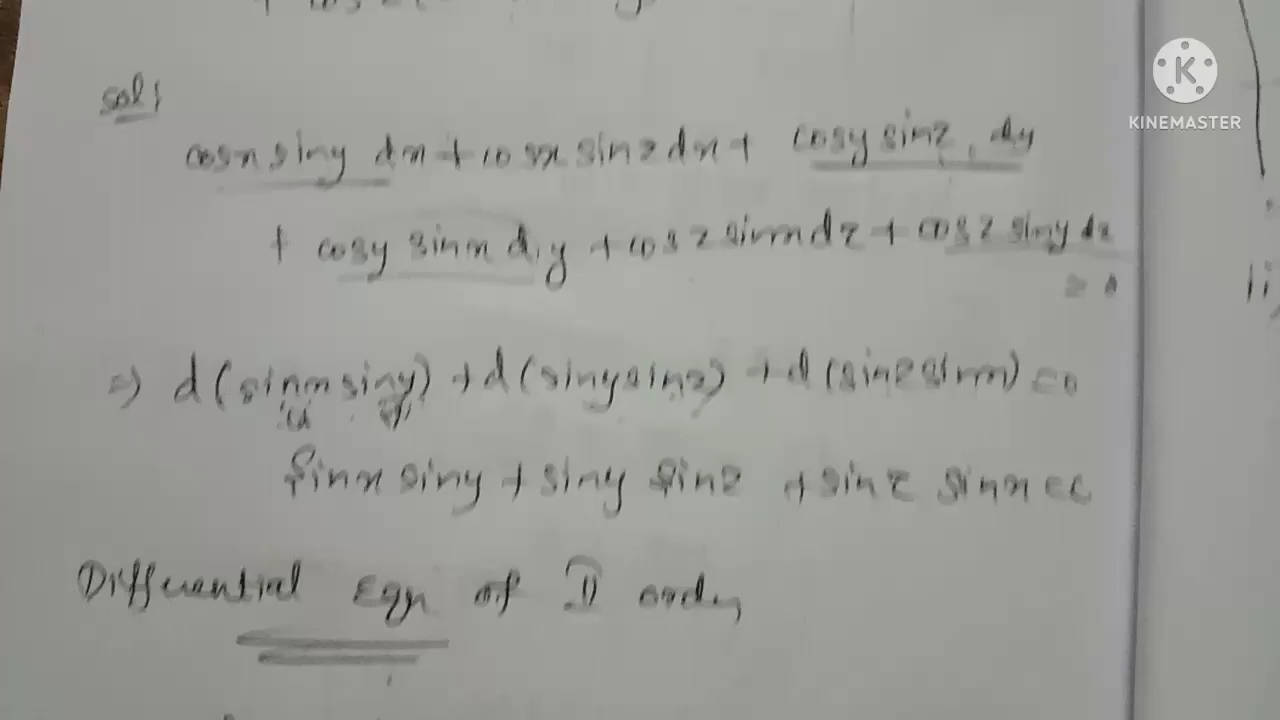 + cos z
sol:
cosx siny dx + cosx sinz dx + cosy sinz . dy
+ cosy sinx dy + cosz sinx dz + cosz siny dz
= 0
=> d(sinx siny) + d(siny sinz) + d(sinz sinx) = 0
sinx siny + siny sinz + sinz sinx = c
Differential Eqn of II order
KINEMASTER